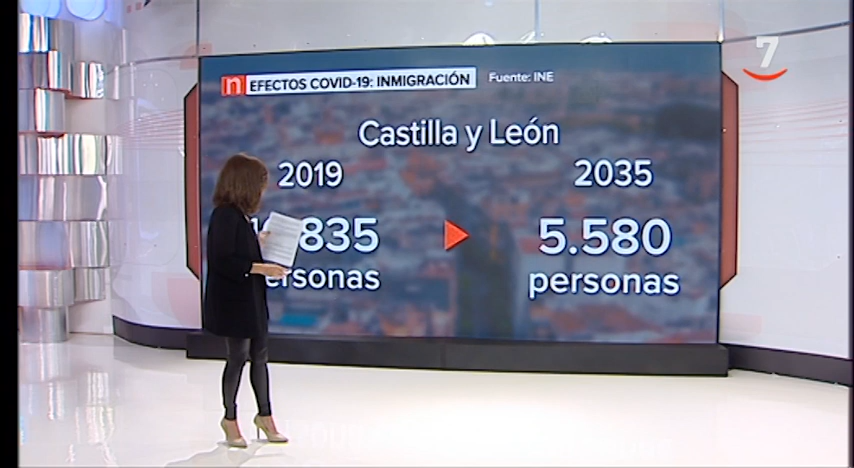 7
n EFECTOS COVID-19: INMIGRACIÓN Fuente: INE
Castilla y León
2019 2035
835 5.580
personas